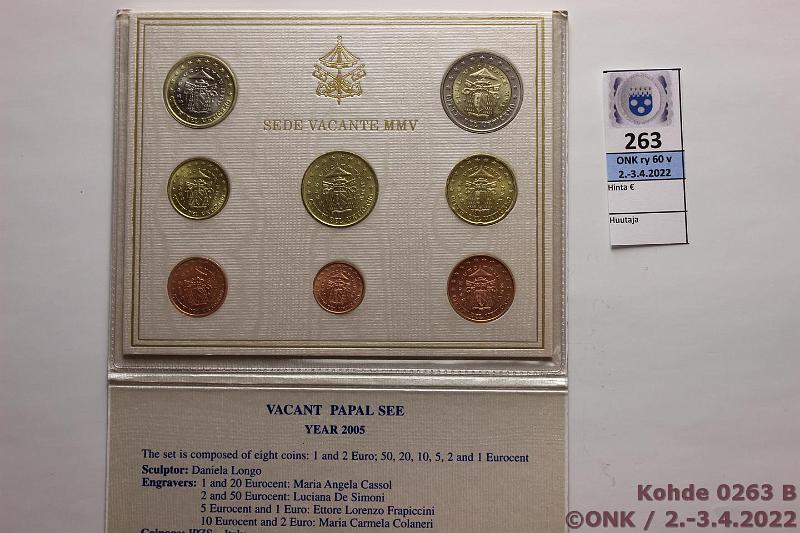 SEDE VACANTE MMV
263
ONK ry 60 v
2.-3.4.2022
Hinta €
Huutaja
VACANT PAPAL SEE
YEAR 2005
The set is composed of eight coins: 1 and 2 Euro; 50, 20, 10, 5, 2 and 1 Eurocent
Sculptor: Daniela Longo
Engravers: 1 and 20 Eurocent: Maria Angela Cassol
2 and 50 Eurocent: Luciana De Simoni
5 Eurocent and 1 Euro: Ettore Lorenzo Frapiccini
10 Eurocent and 2 Euro: Maria Carmela Colaneri
Kohde 0263 B
©ONK / 2.-3.4.2022